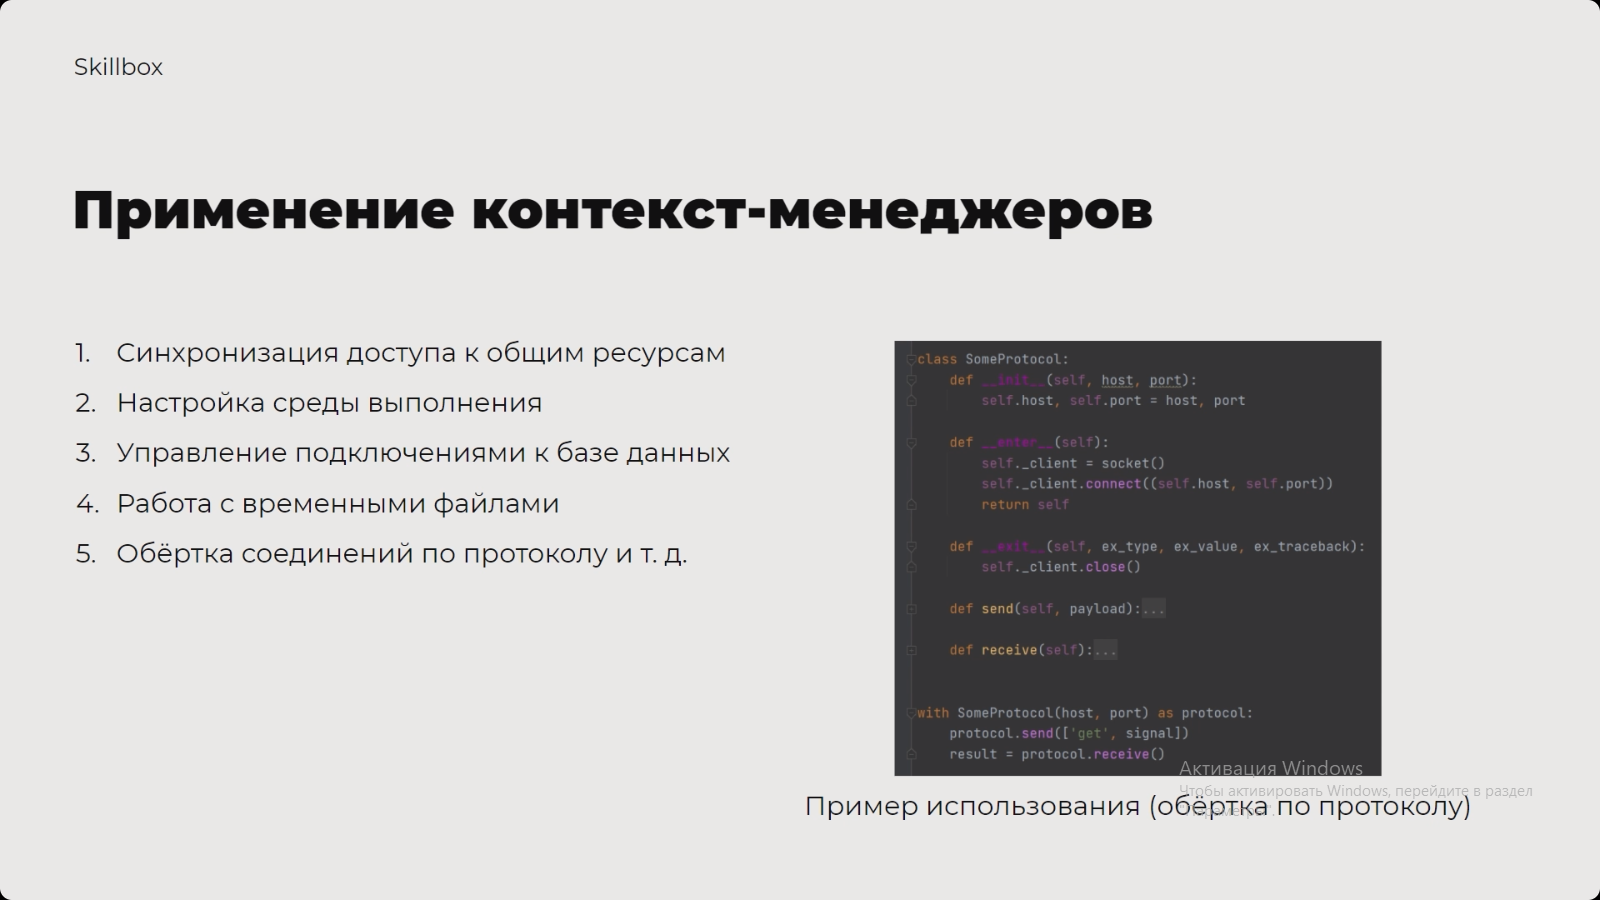 Skillbox
Применение контекст-менеджеров
1. Синхронизация доступа к общим ресурсам
2. Настройка среды выполнения
3. Управление подключениями к базе данных
4. Работа с временными файлами
5. Обёртка соединений по протоколу и т. д.
class SomeProtocol:
def __init__(self, host, port):
self.host, self.port = host, port
def __enter__(self):
self._client = socket()
self._client.connect((self.host, self.port))
return self
def __exit__(self, ex_type, ex_value, ex_traceback):
self._client.close()
def send(self, payload):...
def receive(self):...
with SomeProtocol(host, port) as protocol:
protocol.send(['get', signal])
result = protocol.receive()
Активация Windows
Чтобы активировать Windows, перейдите в раздел
"Параметры".
Пример использования (обёртка по протоколу)